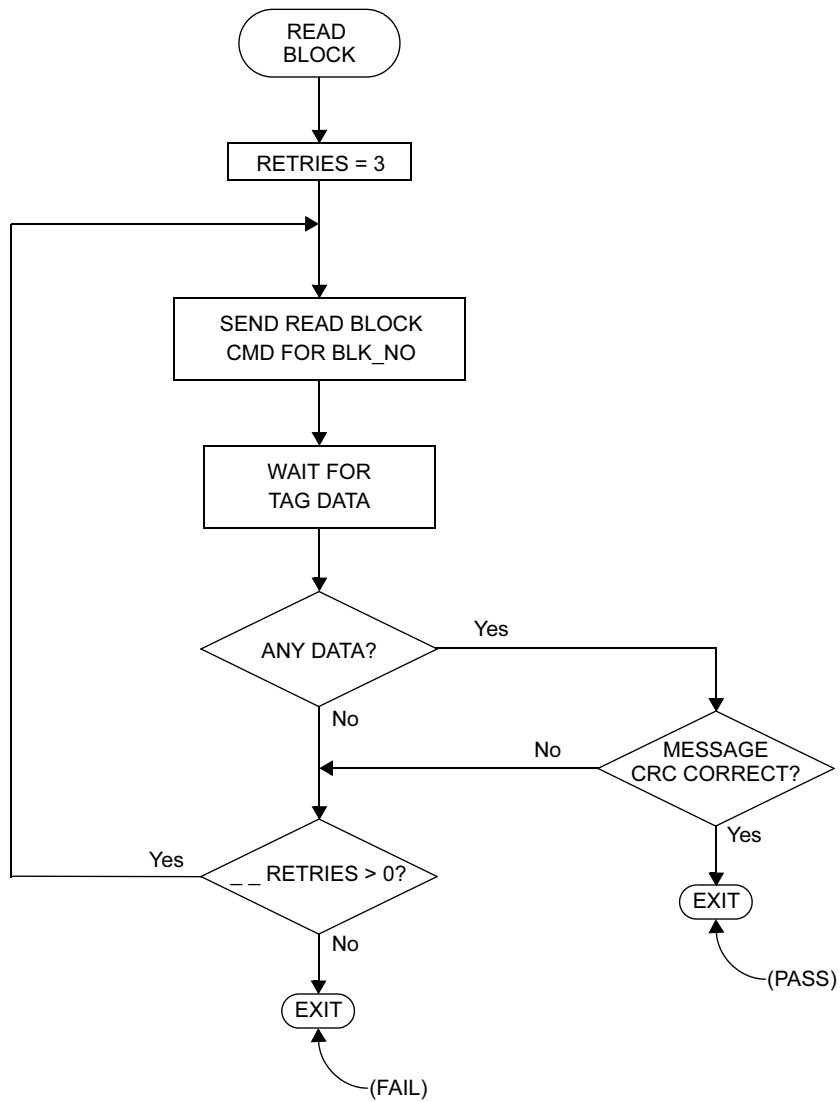 READ
BLOCK
RETRIES = 3
SEND READ BLOCK
CMD FOR BLK_NO
WAIT FOR
TAG DATA
ANY DATA?
Yes
No
MESSAGE
CRC CORRECT?
No
Yes
EXIT
(PASS)
_ _ RETRIES > 0?
Yes
No
EXIT
(FAIL)